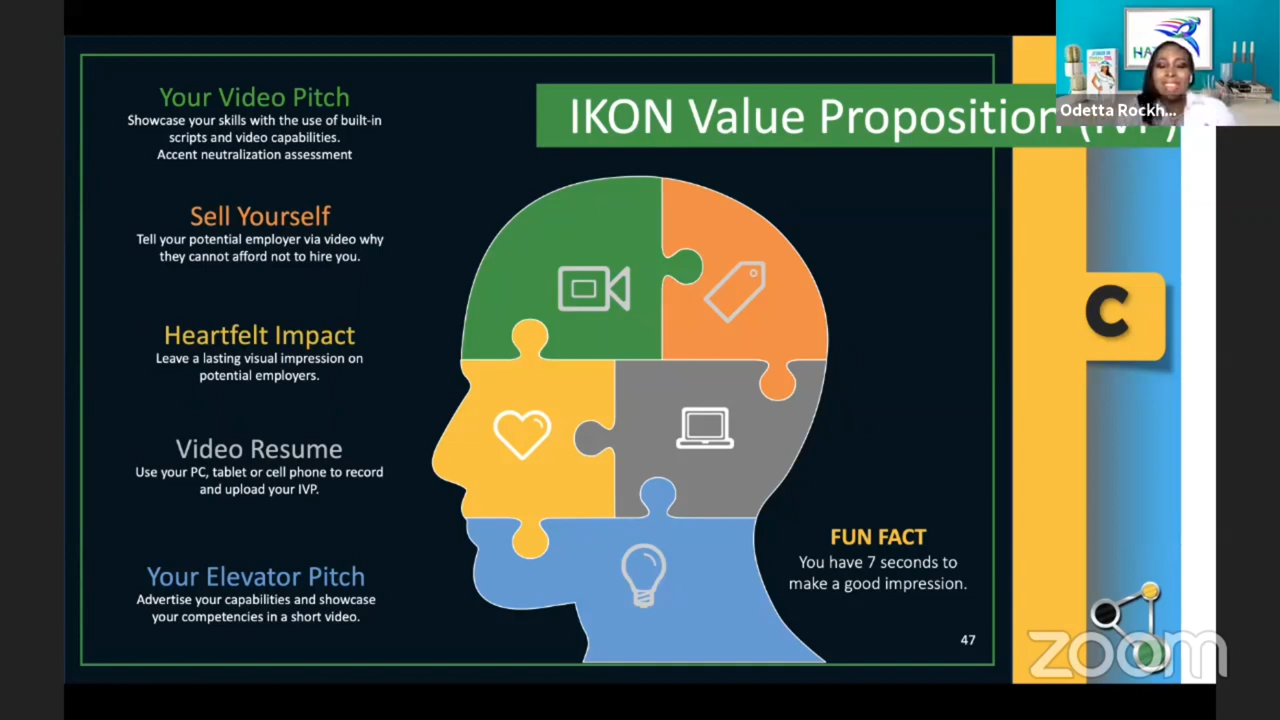 Your Video Pitch
Showcase your skills with the use of built-in
scripts and video capabilities.
Accent neutralization assessment
Sell Yourself
Tell your potential employer via video why
they cannot afford not to hire you.
Heartfelt Impact
Leave a lasting visual impression on
potential employers.
Video Resume
Use your PC, tablet or cell phone to record
and upload your IVP.
Your Elevator Pitch
Advertise your capabilities and showcase
your competencies in a short video.
IKON Value Proposition
Odetta Rockh...
C
FUN FACT
You have 7 seconds to
make a good impression.
47
zoom